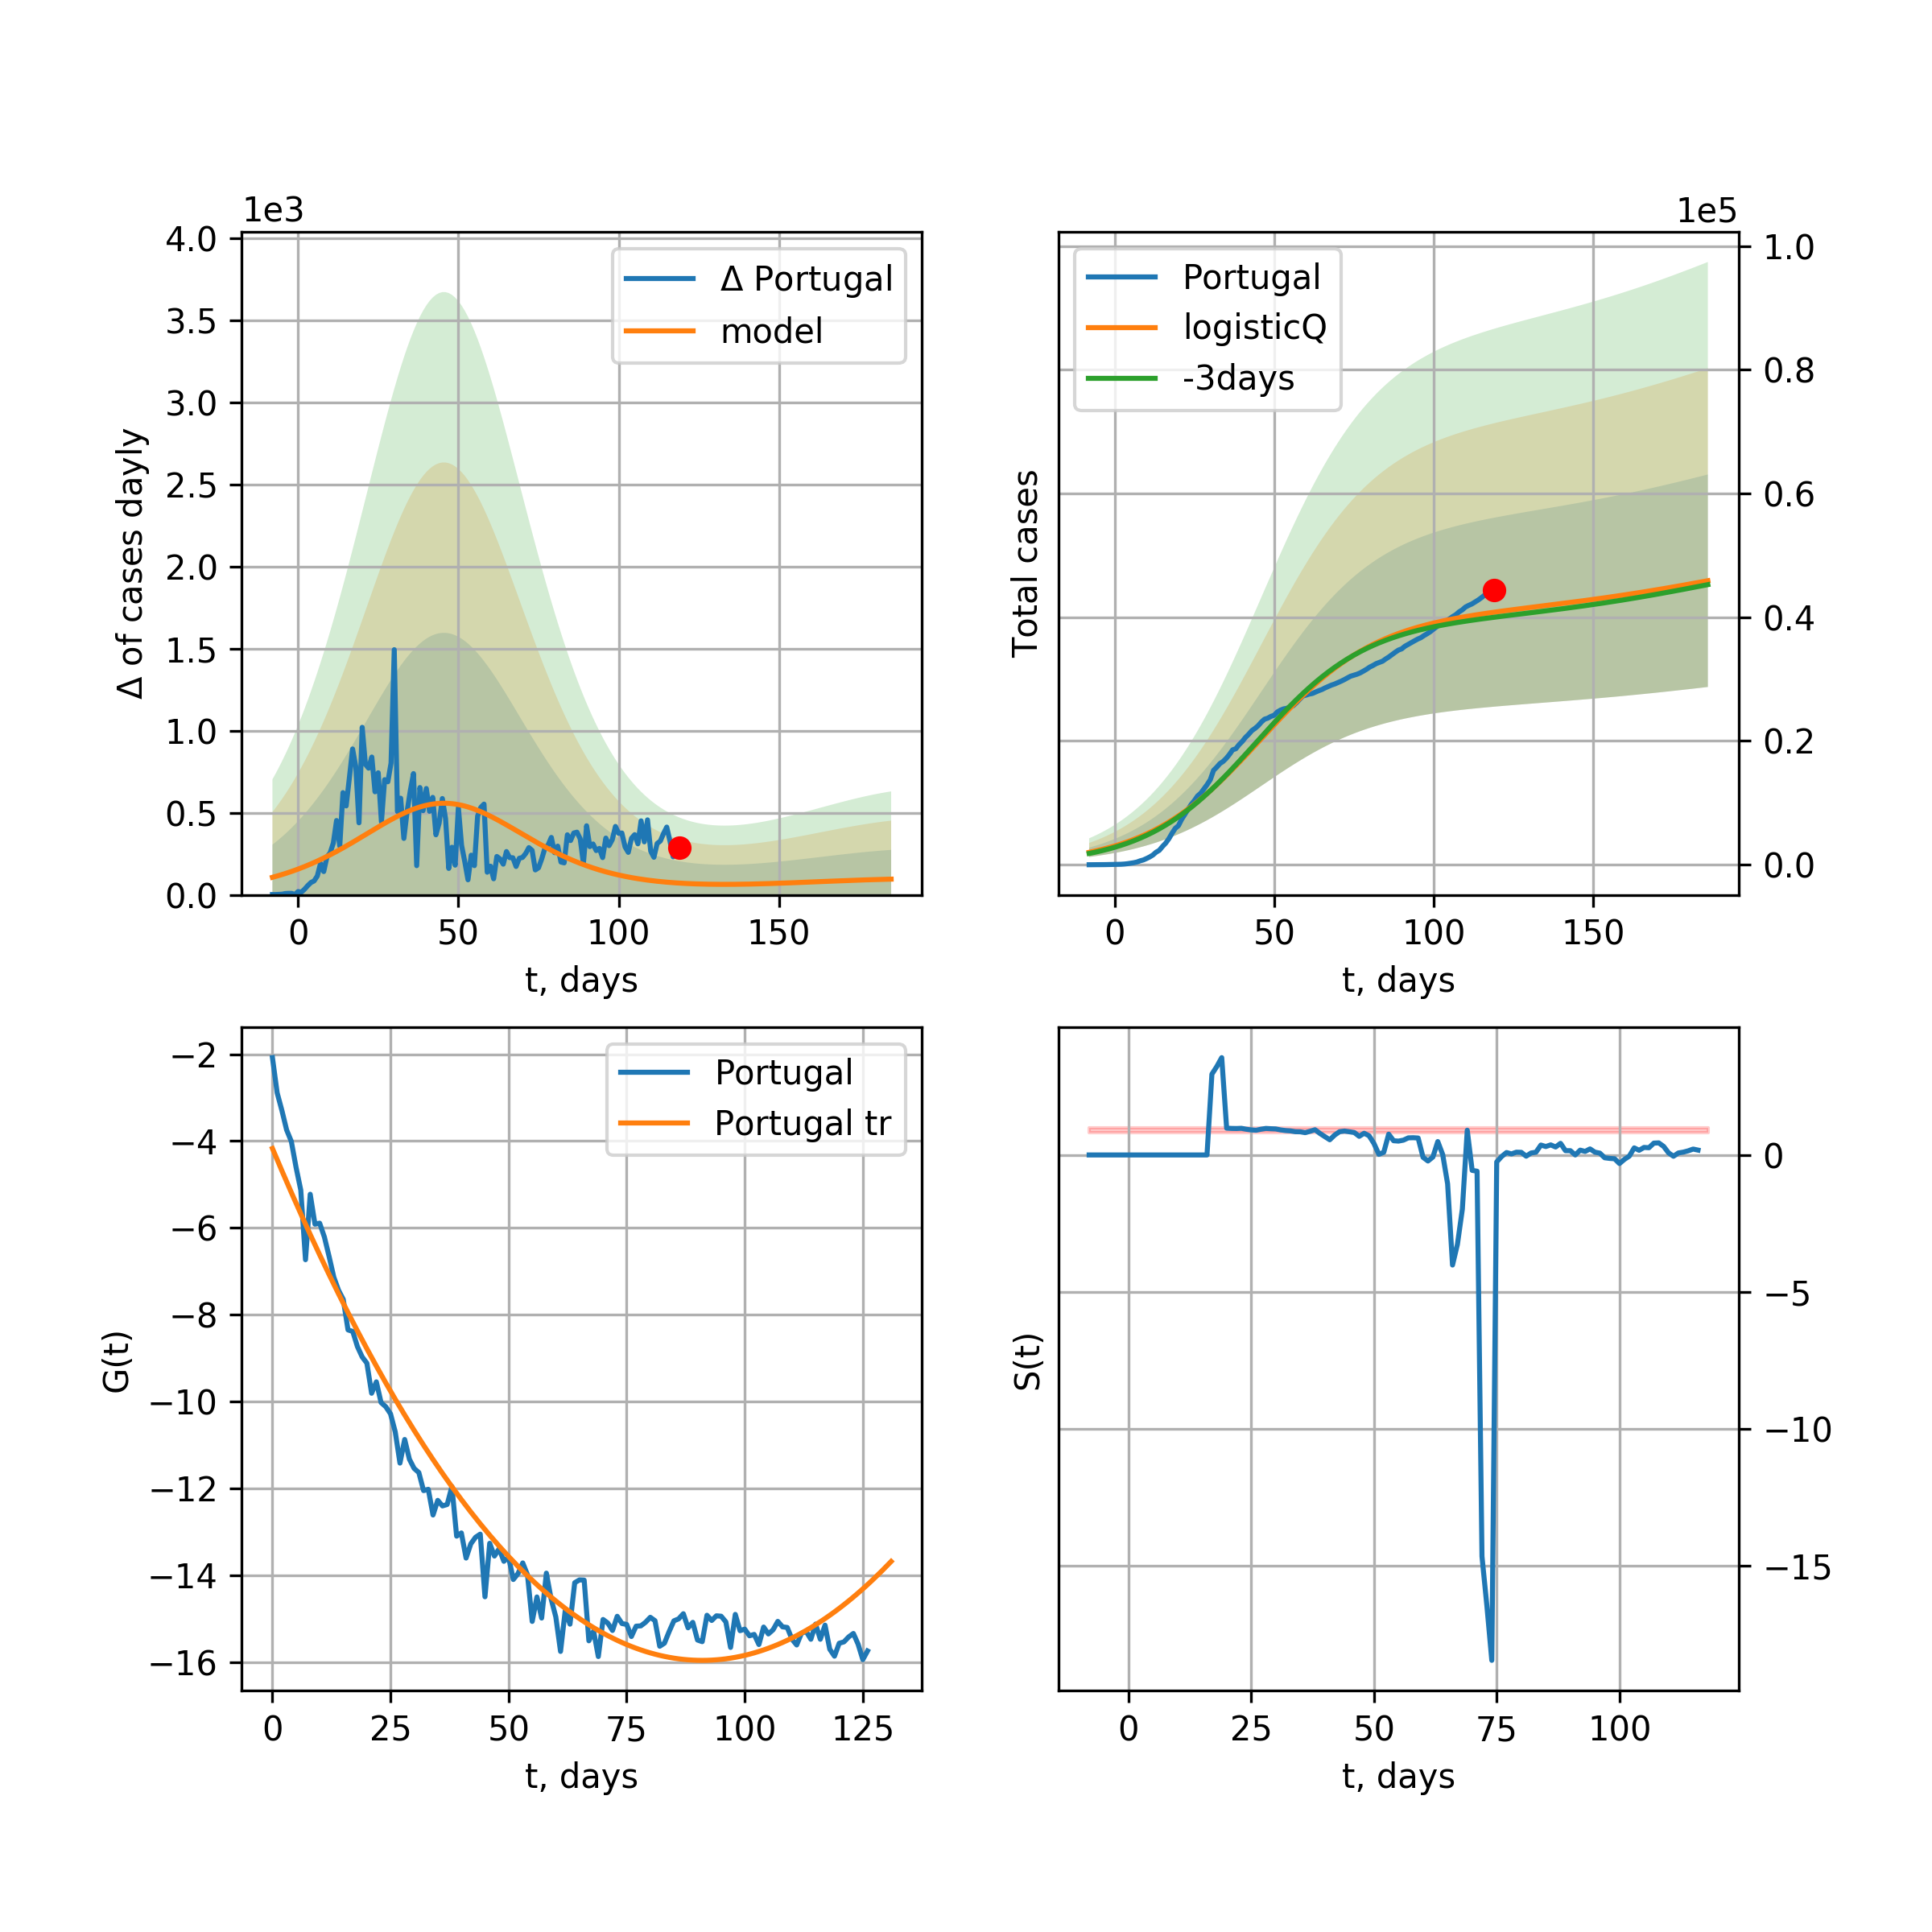 1e3
4.0
3.5
3.0
2.5
2.0
1.5
1.0
0.5
0.0
Δ of cases dayly
Δ Portugal
model
0 50 100 150
t, days
1e5
Portugal
logisticQ
-3days
Total cases
1.0
0.8
0.6
0.4
0.2
0.0
0 50 100 150
t, days
−2
−4
−6
−8
−10
−12
−14
−16
G(t)
Portugal
Portugal tr
0 25 50 75 100 125
t, days
S(t)
0
−5
−10
−15
0 25 50 75 100
t, days